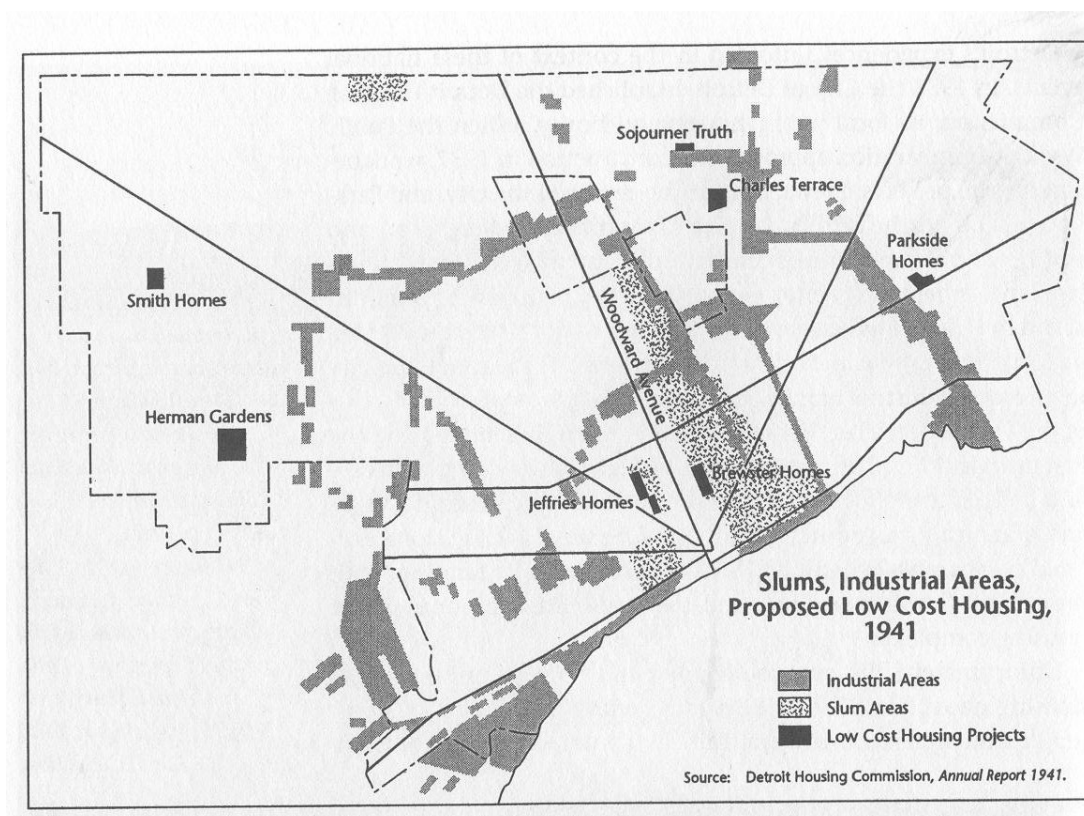 Sojourner Truth
Charles Terrace
Parkside
Homes
Smith Homes
Woodward Avenue
Herman Gardens
Brewster Homes
Jeffries Homes
Slums, Industrial Areas,
Proposed Low Cost Housing,
1941
Industrial Areas
Slum Areas
Low Cost Housing Projects
Source: Detroit Housing Commission, Annual Report 1941.